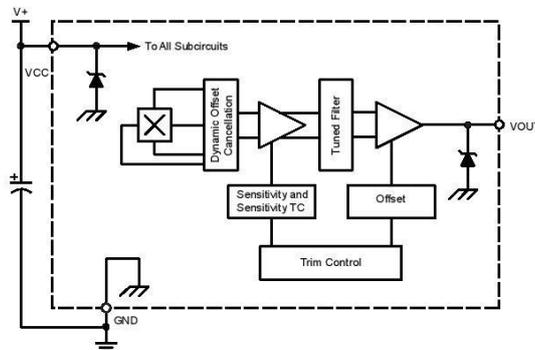 V+
To All Subcircuits
VCC
Dynamic Offset
Cancellation
Tuned Filter
VOUT
Sensitivity and
Sensitivity TC
Offset
Trim Control
GND
+